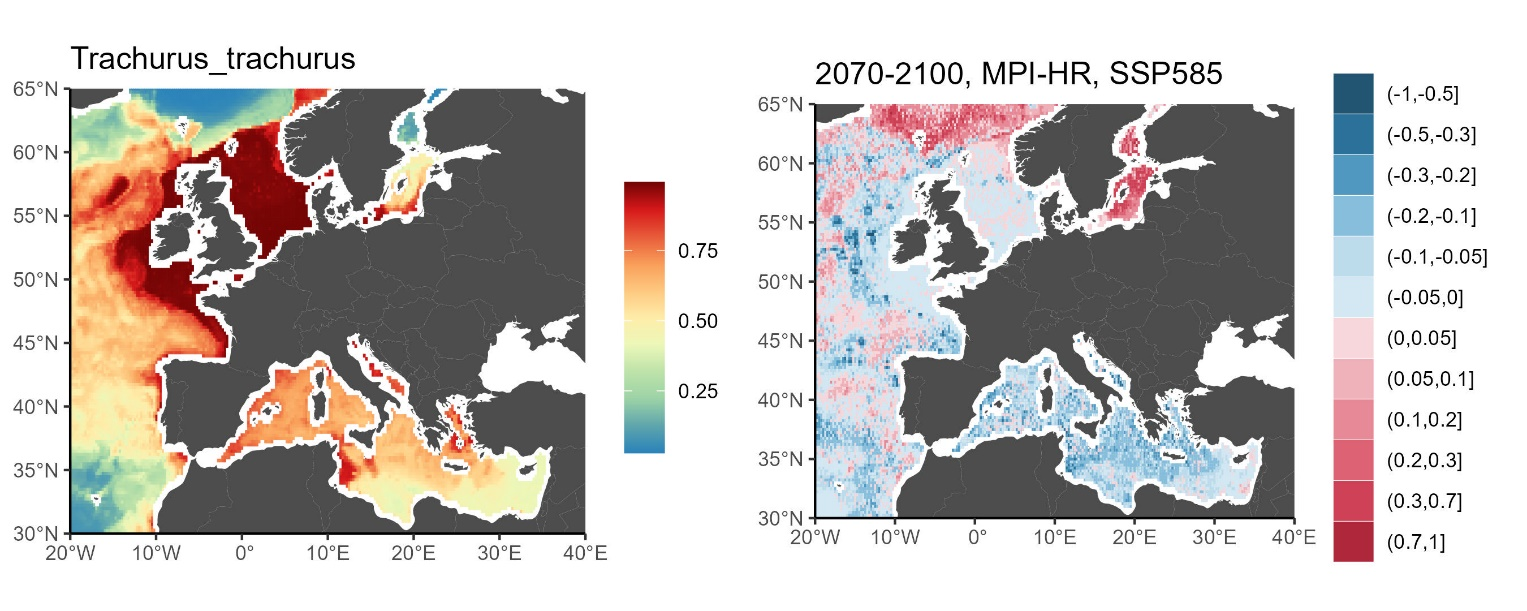 Trachurus_trachurus
65°N
60°N
55°N
50°N
45°N
40°N
35°N
30°N
20°W 10°W 0° 10°E 20°E 30°E 40°E
0.75
0.50
0.25
2070-2100, MPI-HR, SSP585
65°N
60°N
55°N
50°N
45°N
40°N
35°N
30°N
20°W 10°W 0° 10°E 20°E 30°E 40°E
(-1,-0.5]
(-0.5,-0.3]
(-0.3,-0.2]
(-0.2,-0.1]
(-0.1,-0.05]
(-0.05,0]
(0,0.05]
(0.05,0.1]
(0.1,0.2]
(0.2,0.3]
(0.3,0.7]
(0.7,1]